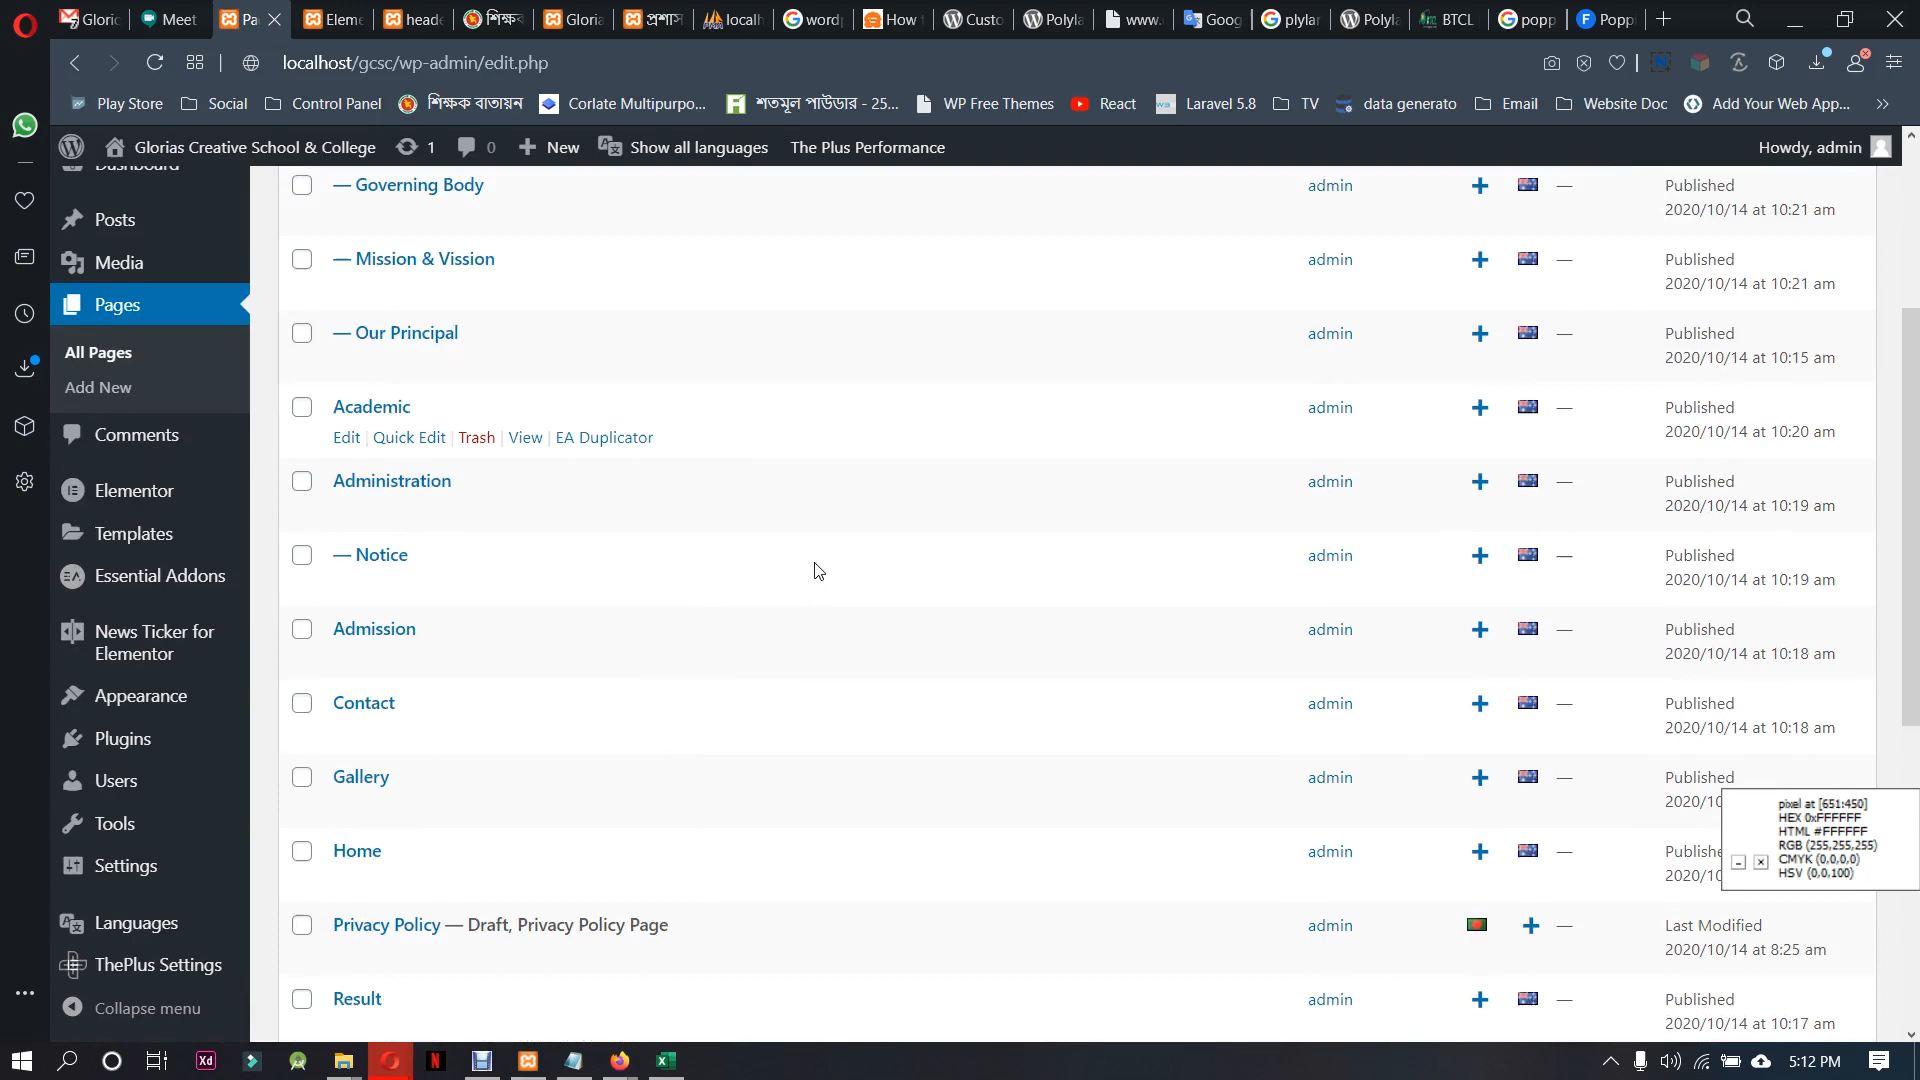 Gloric
Meet
Pa
Eleme
heade
শিক্ষব
Gloria
প্রশাস
localh
wordp
How t
Custo
Polyla
www.
Goog
plylar
Polyla
BTCL
popp
Poppi
localhost/gcsc/wp-admin/edit.php
Play Store
Social
Control Panel
শিক্ষক বাতায়ন
Corlate Multipurpo...
শতমূল পাউডার - 25...
WP Free Themes
React
Laravel 5.8
TV
data generato
Email
Website Doc
Add Your Web App...
Glorias Creative School & College
1
0
New
Show all languages
The Plus Performance
Howdy, admin
Dashboard
Posts
Media
Pages
All Pages
Add New
Comments
Elementor
Templates
Essential Addons
News Ticker for
Elementor
Appearance
Plugins
Users
Tools
Settings
Languages
ThePlus Settings
Collapse menu
— Governing Body admin — Published
2020/10/14 at 10:21 am
— Mission & Vission admin — Published
2020/10/14 at 10:21 am
— Our Principal admin — Published
2020/10/14 at 10:15 am
Academic admin — Published
Edit | Quick Edit | Trash | View | EA Duplicator 2020/10/14 at 10:20 am
Administration admin — Published
2020/10/14 at 10:19 am
— Notice admin — Published
2020/10/14 at 10:19 am
Admission admin — Published
2020/10/14 at 10:18 am
Contact admin — Published
2020/10/14 at 10:18 am
Gallery admin — Published
2020/10
Home admin — Publishe
2020/10
Privacy Policy — Draft, Privacy Policy Page admin — Last Modified
2020/10/14 at 8:25 am
Result admin — Published
2020/10/14 at 10:17 am
pixel at [651:450]
HEX 0xFFFFFF
HTML #FFFFFF
RGB (255,255,255)
CMYK (0,0,0,0)
HSV (0,0,100)
Xd
5:12 PM